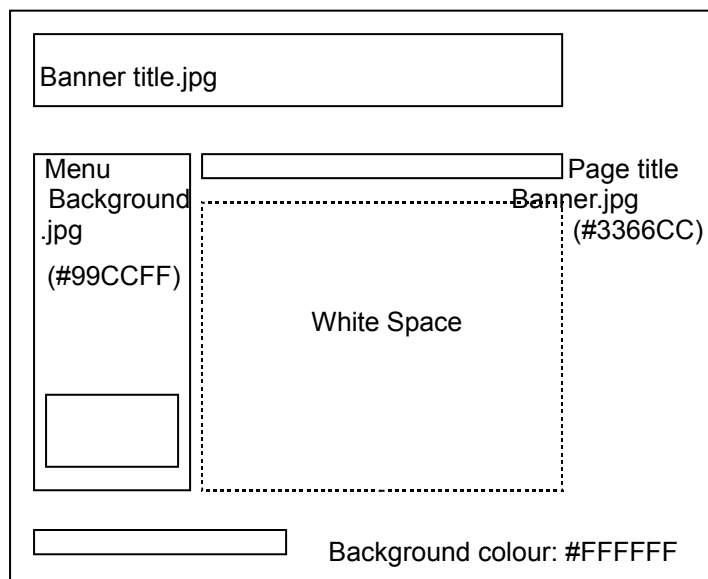 Banner title.jpg
Menu
Background
.jpg
(#99CCFF)
Page title
Banner.jpg
(#3366CC)
White Space
Background colour: #FFFFFF